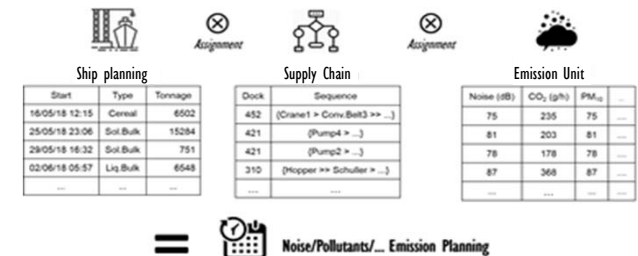 Assignment
Assignment
Ship planning
Supply Chain
Emission Unit
Start Type Tonnage
16/05/18 12:15 Cereal 6502
25/05/18 23:06 Sol.Bulk 15284
29/05/18 16:32 Sol.Bulk 751
02/06/18 05:57 Liq.Bulk 6548
.... ... ....
Dock Sequence
452 {Crane1 > Conv.Belt3 >> ...}
421 {Pump4 > ...}
421 {Pump2 > ...}
310 {Hopper >> Schuller > ...}
.... ....
Noise (dB) CO₂ (g/h) PM₁₀ ...
75 235 75 ....
81 203 81 ....
78 178 78 ....
87 368 87 ....
... ... ... ....
= Noise/Pollutants/... Emission Planning